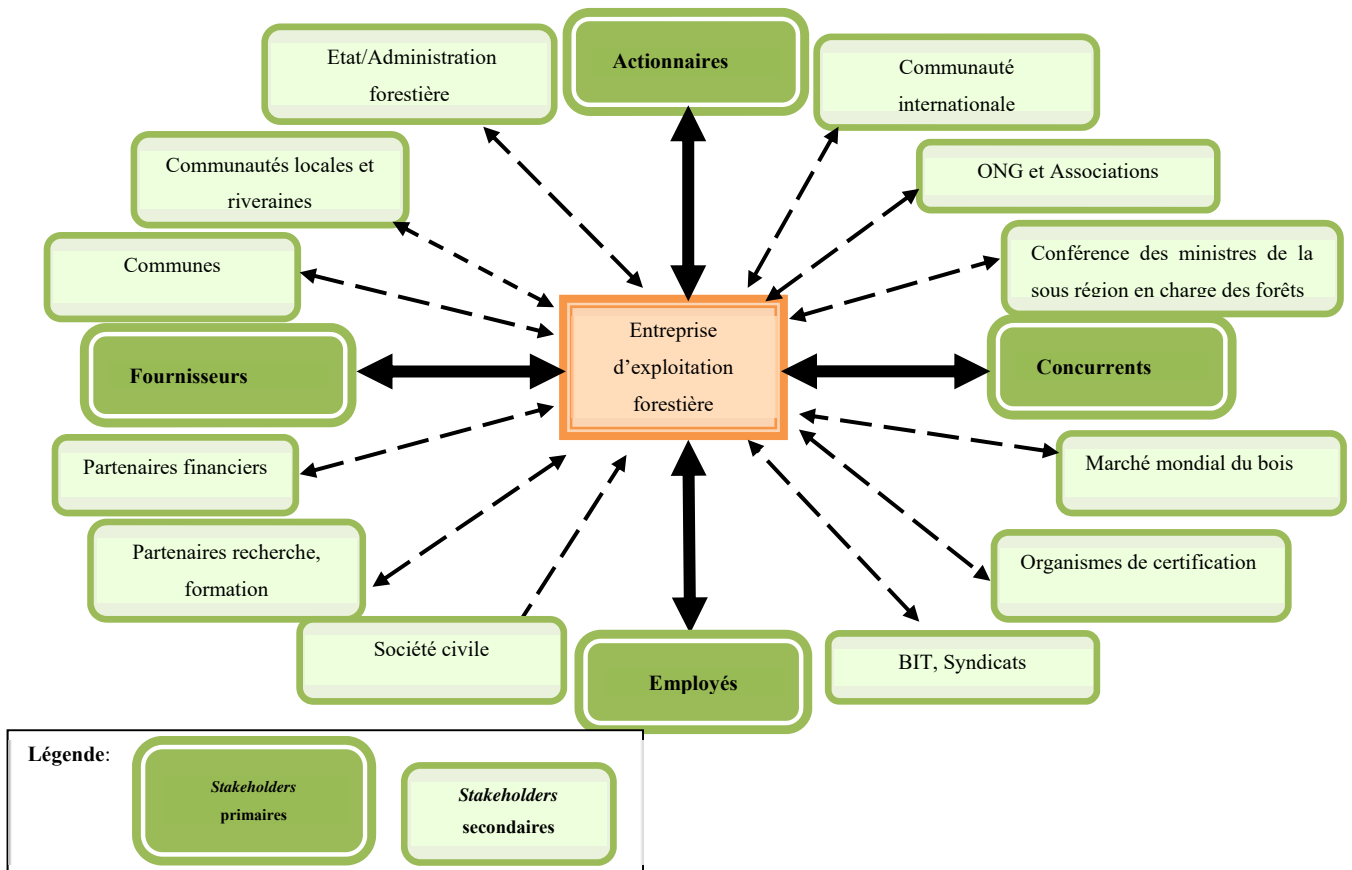 Etat/Administration
forestière
Actionnaires
Communauté
internationale
Communautés locales et
riveraines
ONG et Associations
Communes
Conférence des ministres de la
sous région en charge des forêts
Entreprise
d’exploitation
forestière
Fournisseurs
Concurrents
Partenaires financiers
Marché mondial du bois
Partenaires recherche,
formation
Organismes de certification
Société civile
Employés
BIT, Syndicats
Légende:
Stakeholders
primaires
Stakeholders
secondaires